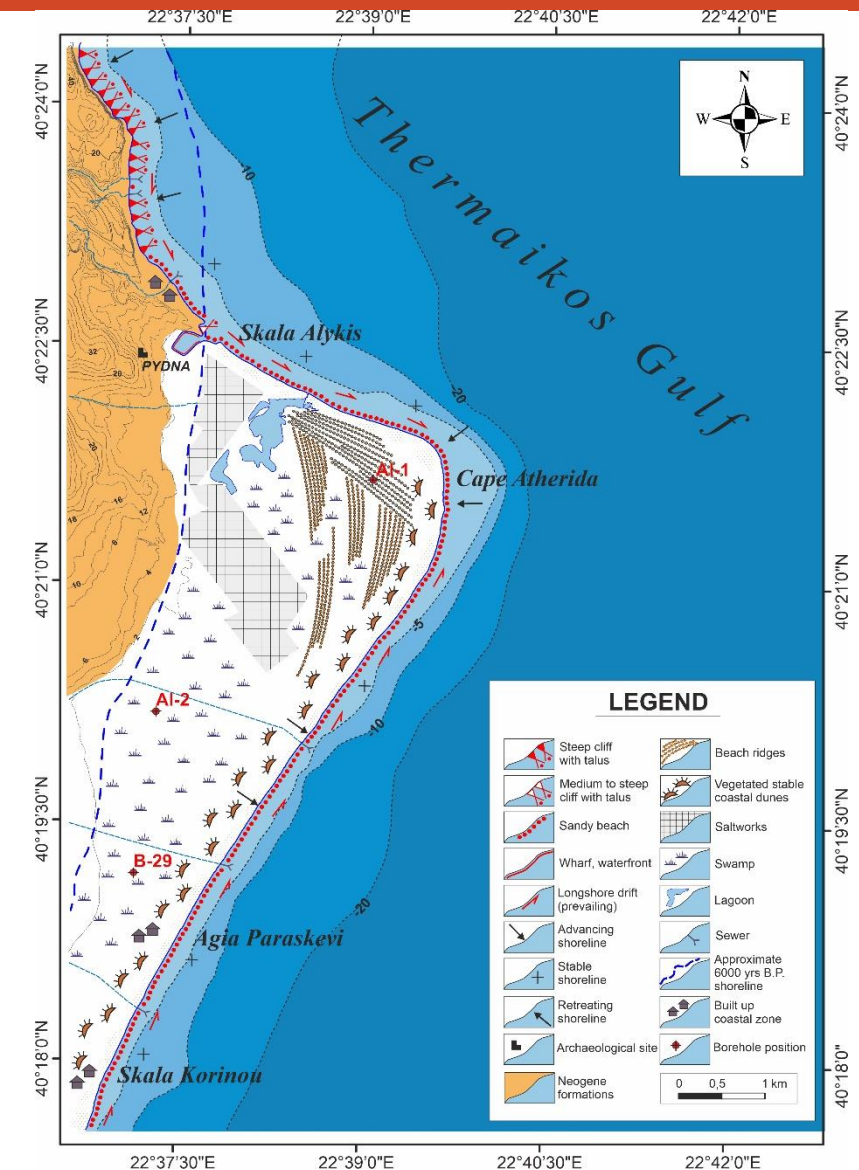 22°37'30"E
22°39'0"E
22°40'30"E
22°42'0"E
40°24'0"N
40°24'0"N
N
W
E
S
Thermaikos Gulf
-10
20
40°22'30"N
40°22'30"N
Skala Alykis
32
20
PYDNA
-20
Al-1
Cape Atherida
20
16
12
18
12
8
4
10
40°21'0"N
40°21'0"N
-5
2
8
6
Al-2
-10
LEGEND
Steep cliff
with talus
Beach ridges
Medium to steep
cliff with talus
Vegetated stable
coastal dunes
Sandy beach
Saltworks
Wharf, waterfront
Swamp
Longshore drift
(prevailing)
Lagoon
Advancing
shoreline
Sewer
Stable
shoreline
Approximate
6000 yrs B.P.
shoreline
Retreating
shoreline
Built up
coastal zone
Archaeological site
Borehole position
Neogene
formations
0 0,5 1 km
40°19'30"N
40°19'30"N
B-29
-20
Agia Paraskevi
40°18'0"N
40°18'0"
Skala Korinou
22°37'30"E
22°39'0"E
22°40'30"E
22°42'0"E